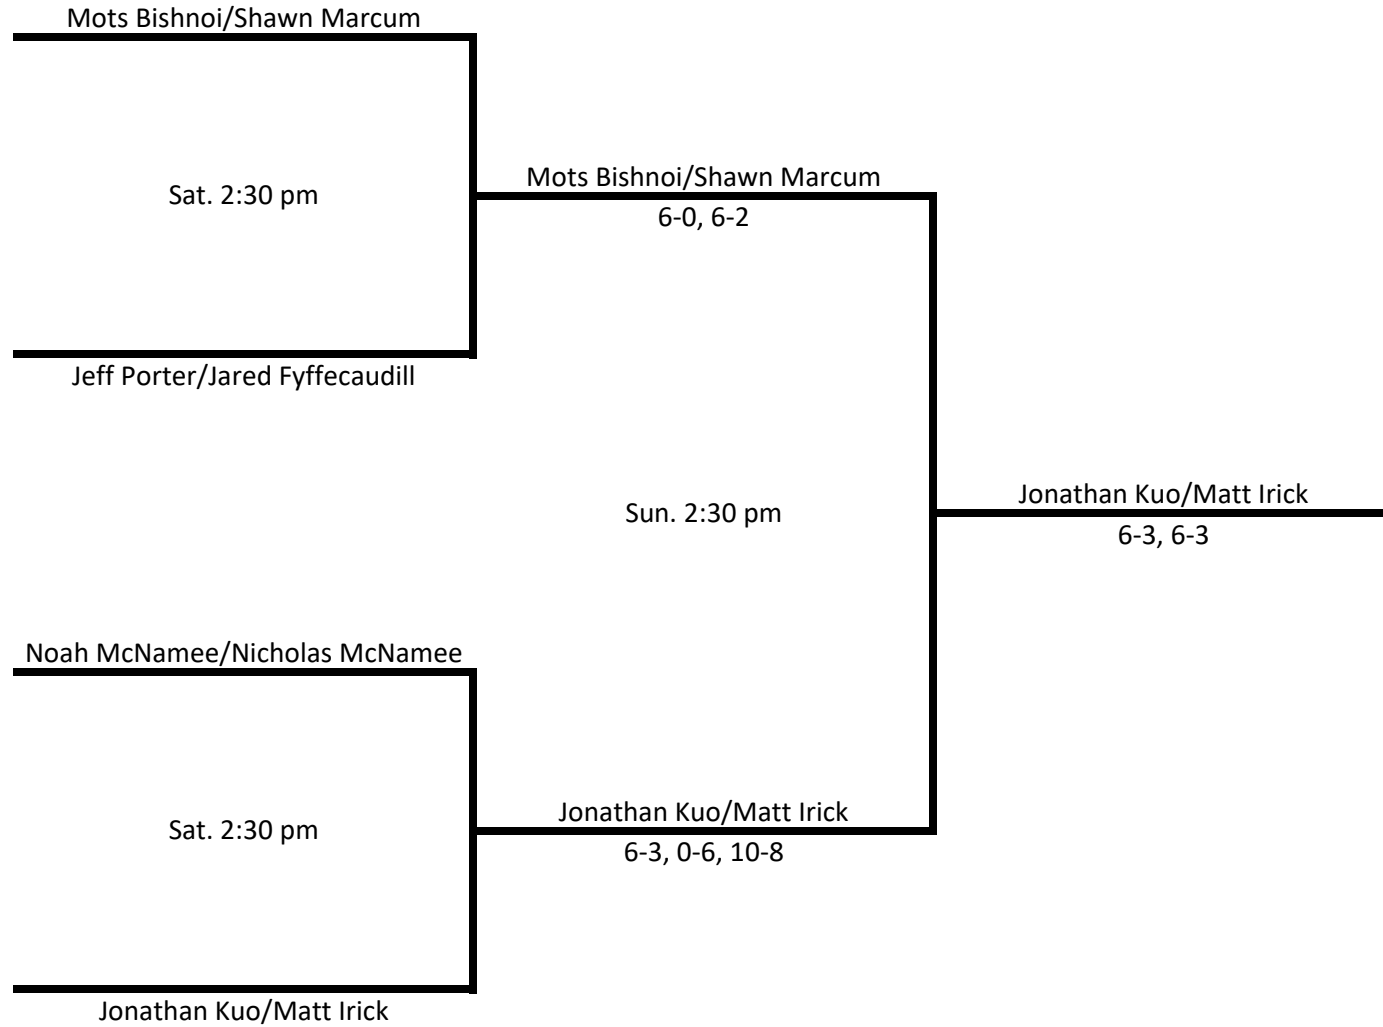 Mots Bishnoi/Shawn Marcum
Sat. 2:30 pm
Mots Bishnoi/Shawn Marcum
6-0, 6-2
Jeff Porter/Jared Fyffecaudill
Sun. 2:30 pm
Jonathan Kuo/Matt Irick
6-3, 6-3
Noah McNamee/Nicholas McNamee
Sat. 2:30 pm
Jonathan Kuo/Matt Irick
6-3, 0-6, 10-8
Jonathan Kuo/Matt Irick